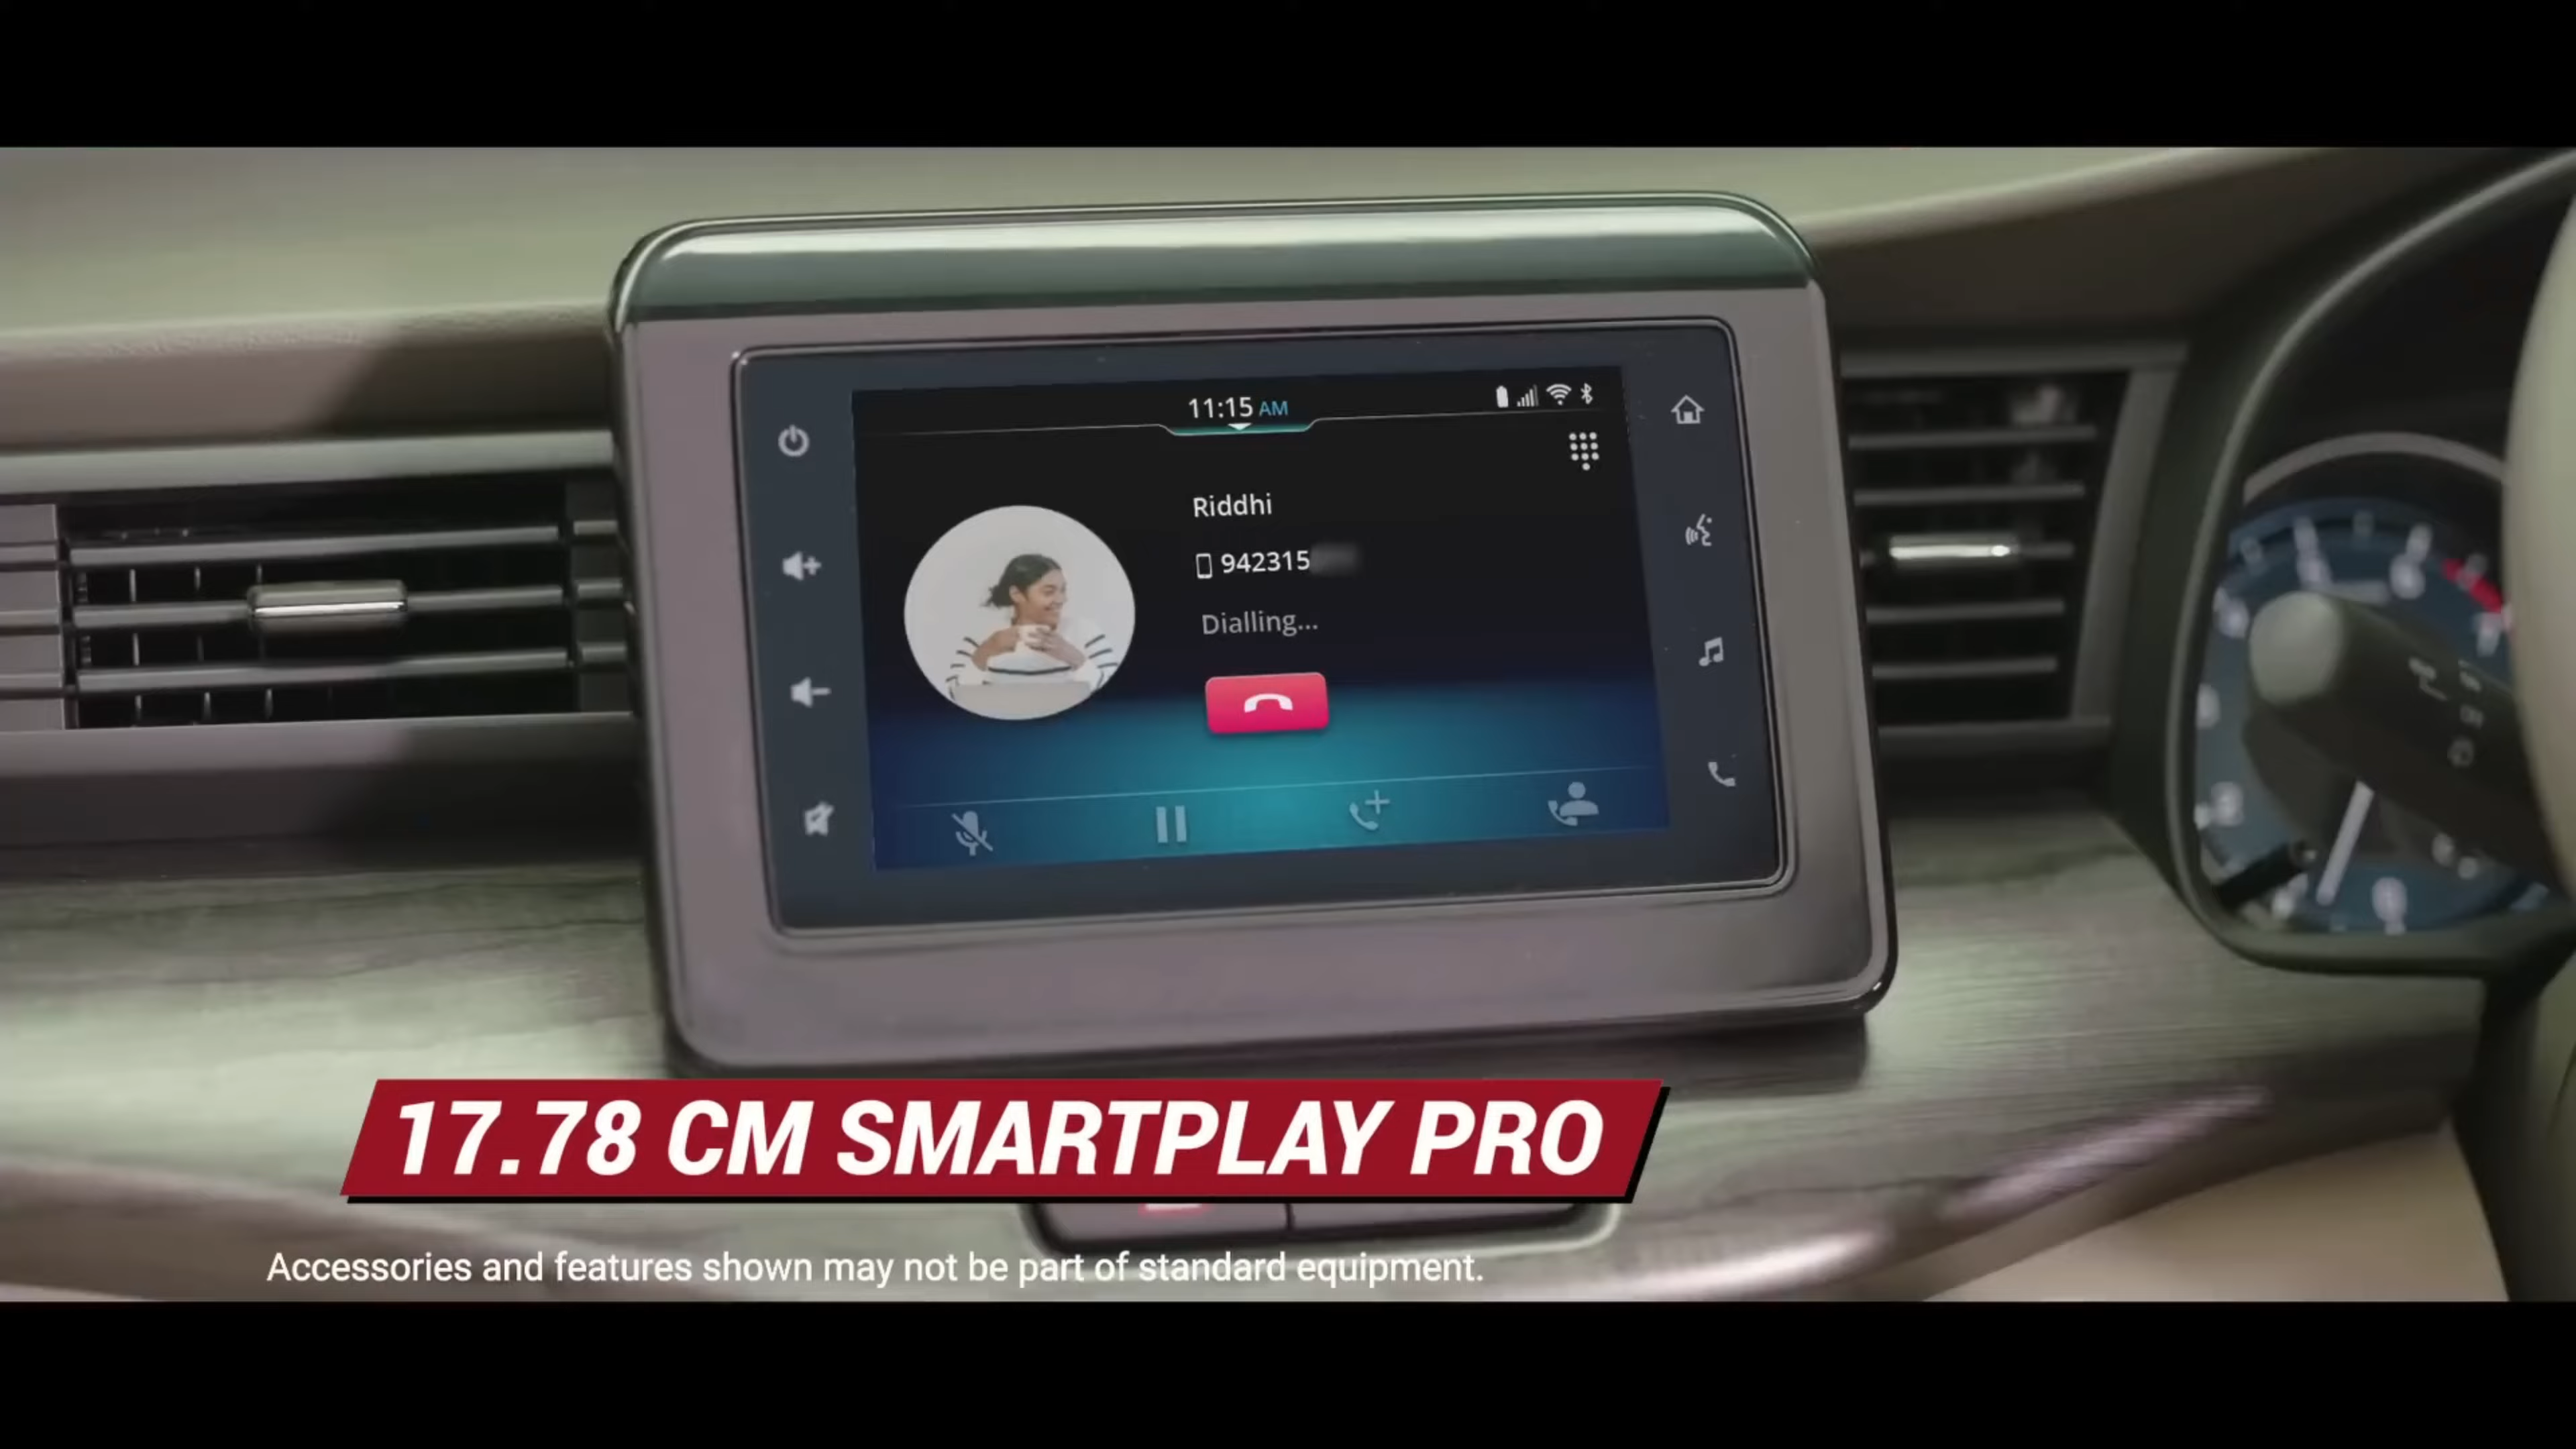 11:15 AM
Riddhi
942315
Dialling...
17.78 CM SMARTPLAY PRO
Accessories and features shown may not be part of standard equipment.